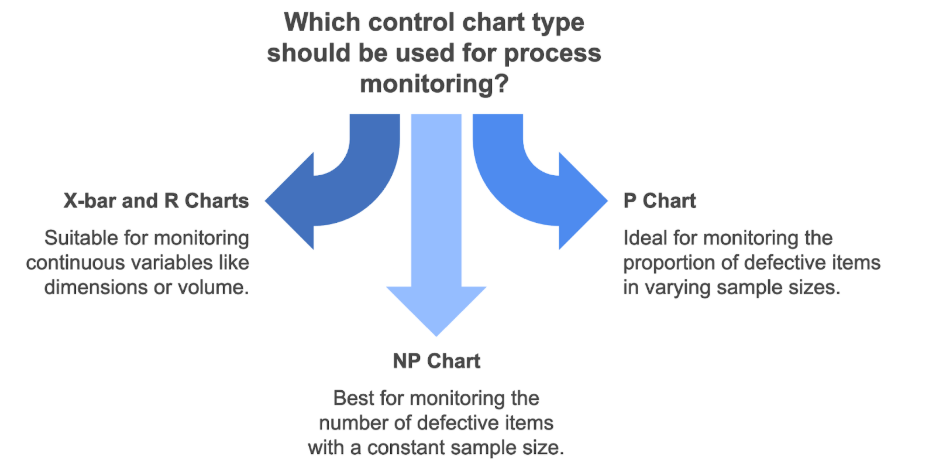 Which control chart type
should be used for process
monitoring?
X-bar and R Charts
Suitable for monitoring
continuous variables like
dimensions or volume.
P Chart
Ideal for monitoring the
proportion of defective items
in varying sample sizes.
NP Chart
Best for monitoring the
number of defective items
with a constant sample size.